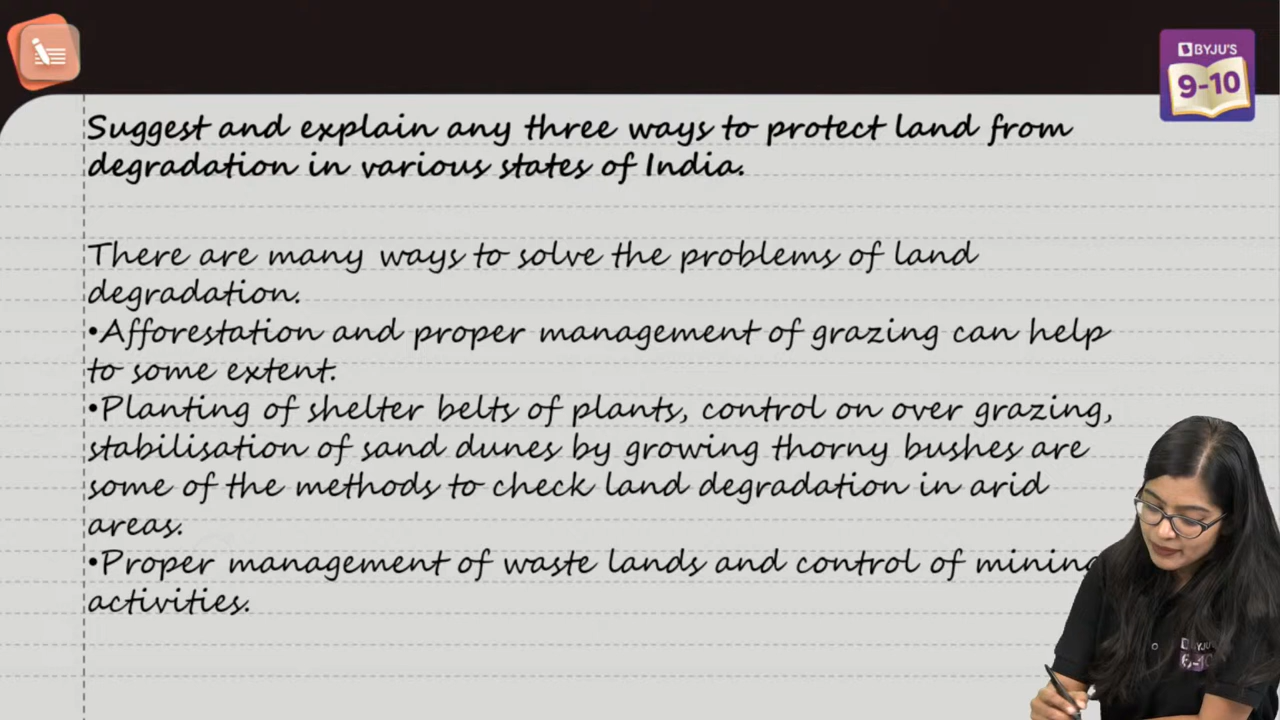 BYJU'S
9-10
Suggest and explain any three ways to protect land from
degradation in various states of India.
There are many ways to solve the problems of land
degradation.
•Afforestation and proper management of grazing can help
to some extent.
•Planting of shelter belts of plants, control on over grazing,
stabilisation of sand dunes by growing thorny bushes are
some of the methods to check land degradation in arid
areas.
•Proper management of waste lands and control of mining
activities.